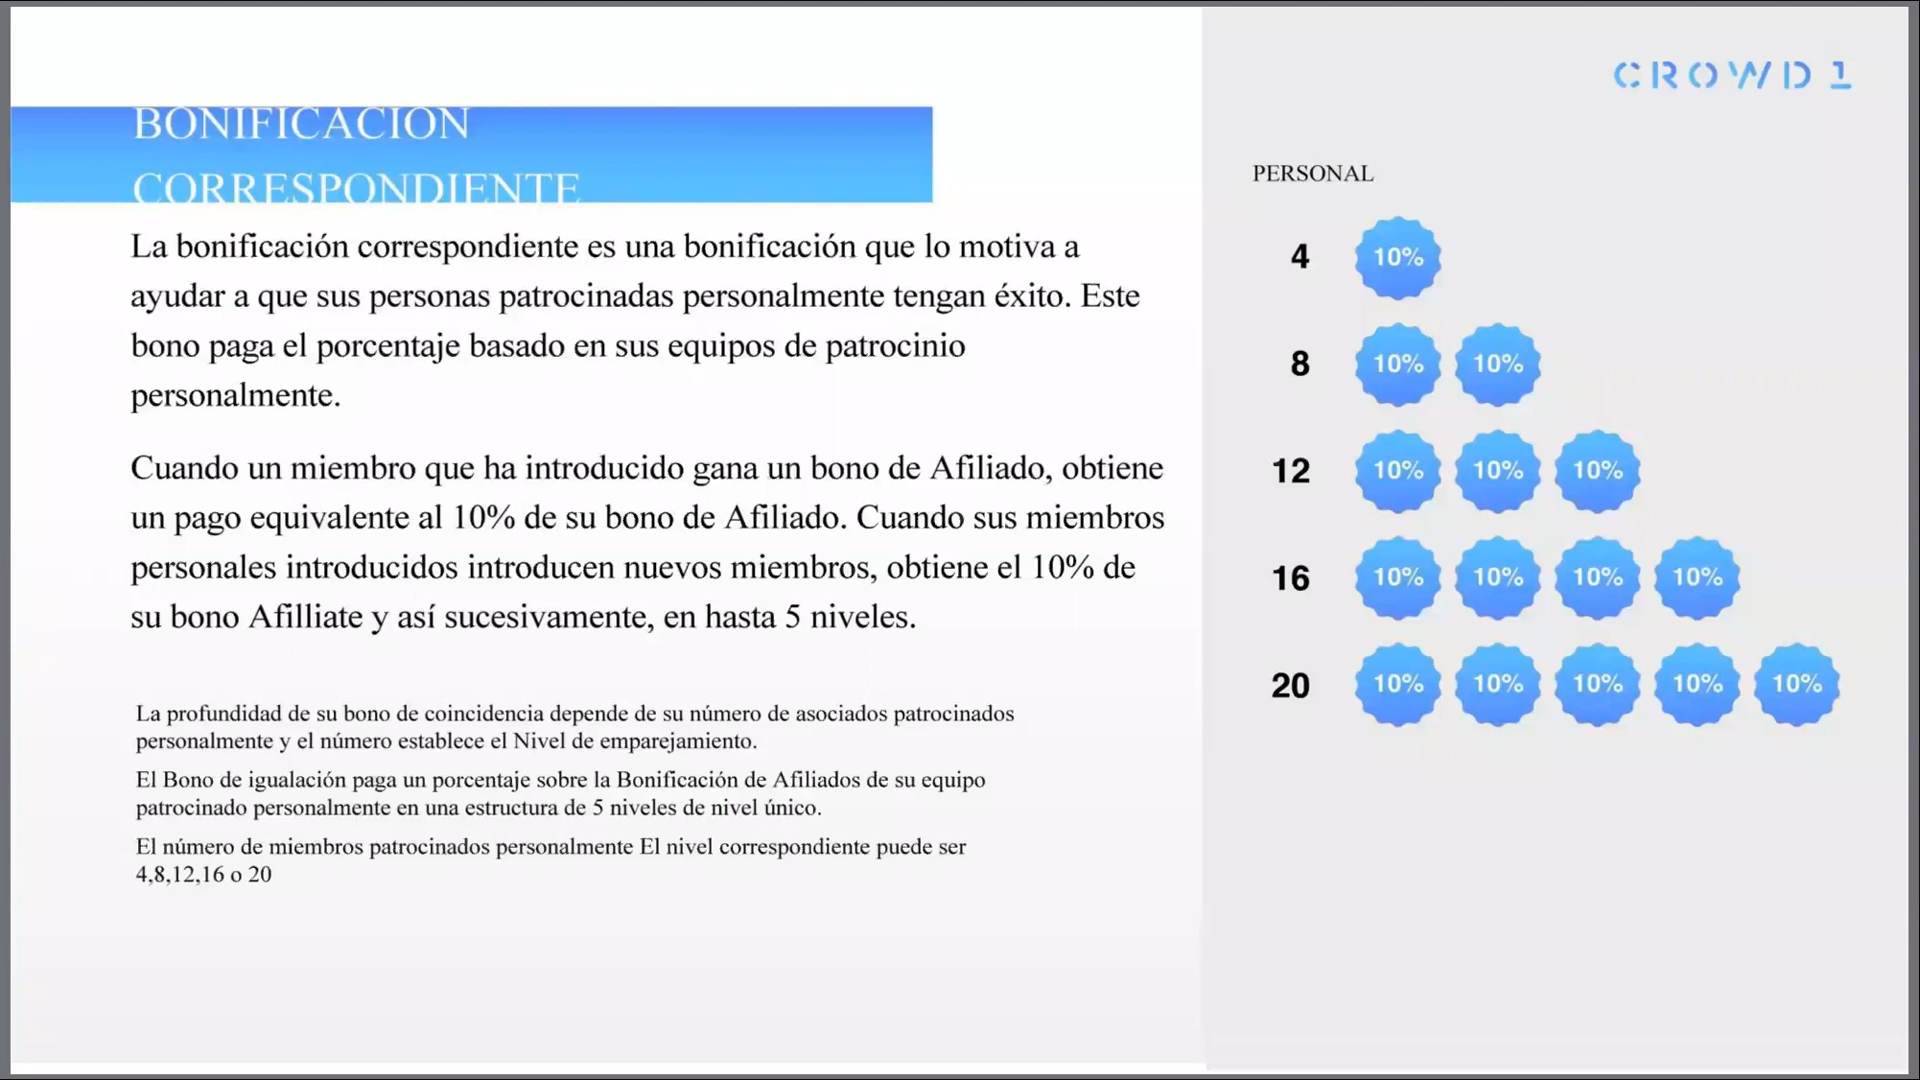 CROWD 1
BONIFICACION
CORRESPONDIENTE
La bonificación correspondiente es una bonificación que lo motiva a
ayudar a que sus personas patrocinadas personalmente tengan éxito. Este
bono paga el porcentaje basado en sus equipos de patrocinio
personalmente.
Cuando un miembro que ha introducido gana un bono de Afiliado, obtiene
un pago equivalente al 10% de su bono de Afiliado. Cuando sus miembros
personales introducidos introducen nuevos miembros, obtiene el 10% de
su bono Afilliate y así sucesivamente, en hasta 5 niveles.
La profundidad de su bono de coincidencia depende de su número de asociados patrocinados
personalmente y el número establece el Nivel de emparejamiento.
El Bono de igualación paga un porcentaje sobre la Bonificación de Afiliados de su equipo
patrocinado personalmente en una estructura de 5 niveles de nivel único.
El número de miembros patrocinados personalmente El nivel correspondiente puede ser
4,8,12,16 o 20
PERSONAL
4 10%
8 10% 10%
12 10% 10% 10%
16 10% 10% 10% 10%
20 10% 10% 10% 10% 10%